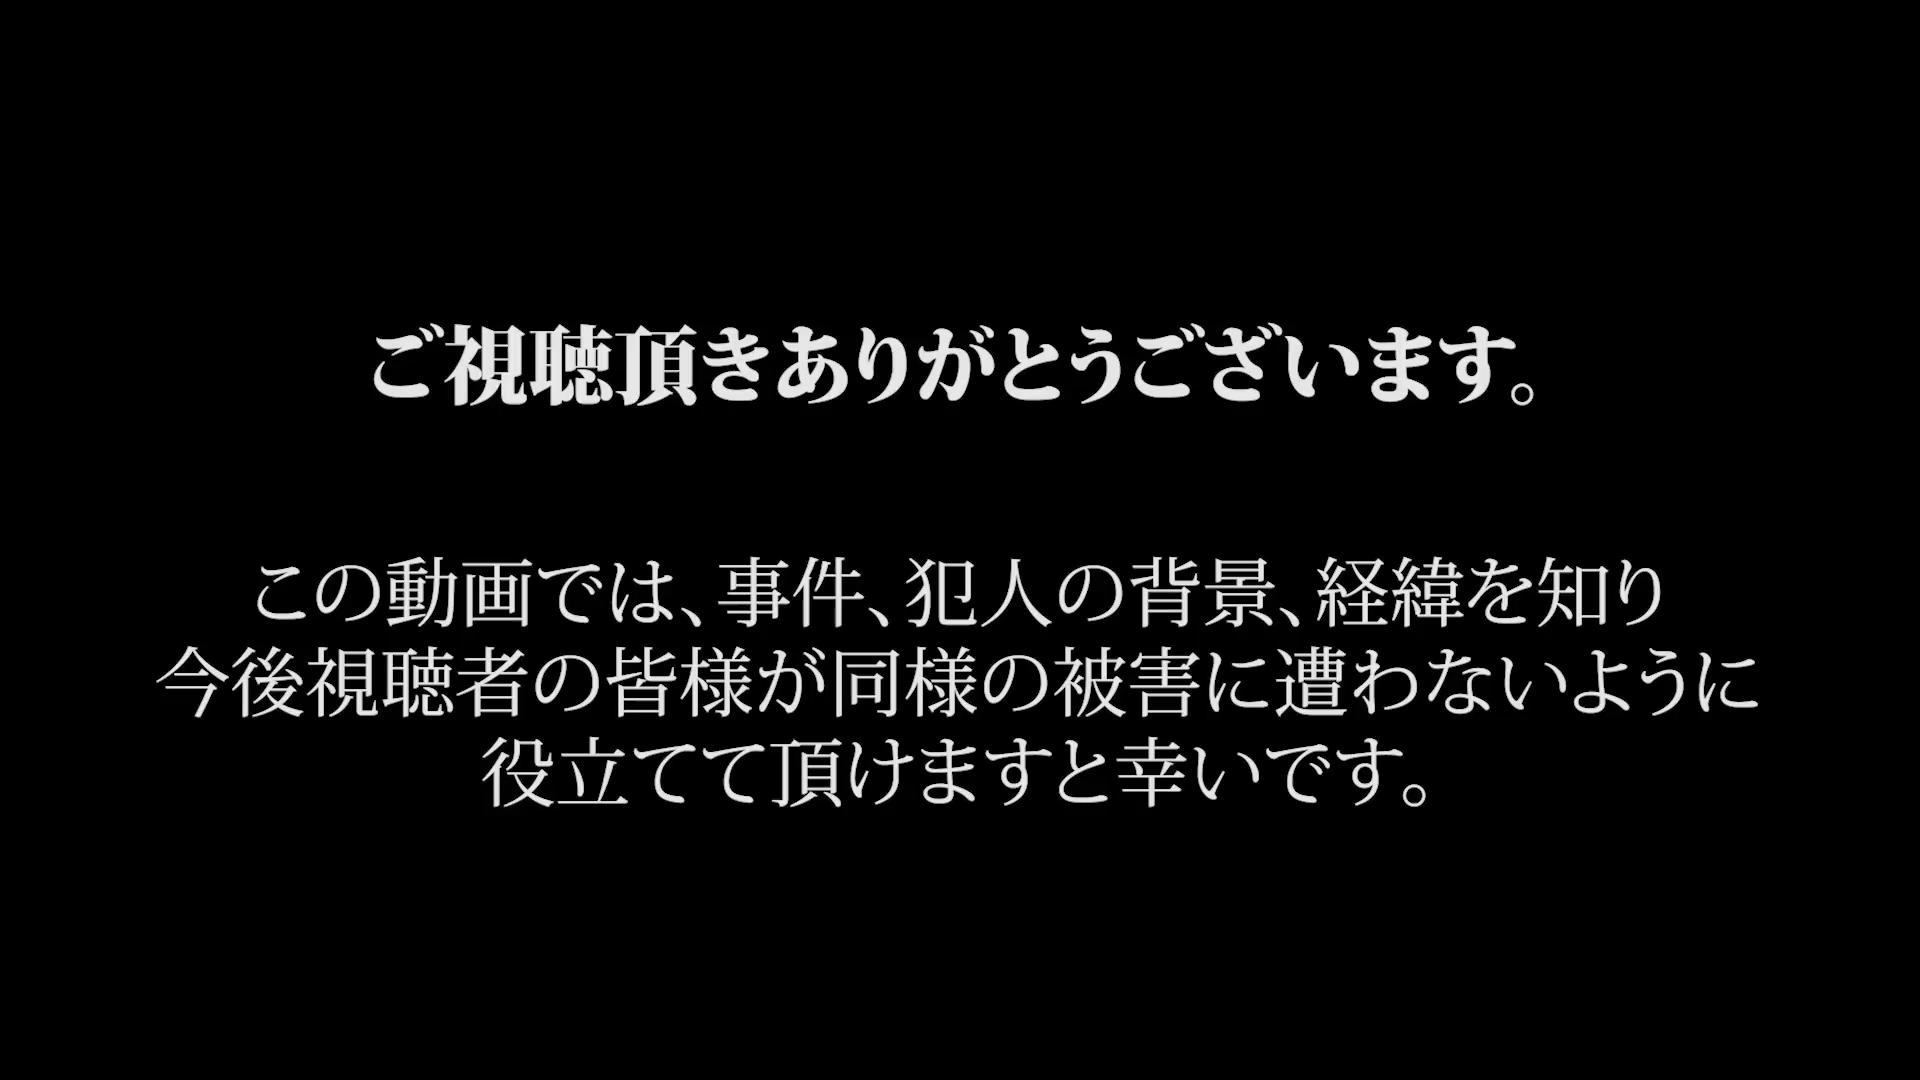 ご視聴頂きありがとうございます。
この動画では、事件、犯人の背景、経緯を知り
今後視聴者の皆様が同様の被害に遭わないように
役立てて頂けますと幸いです。